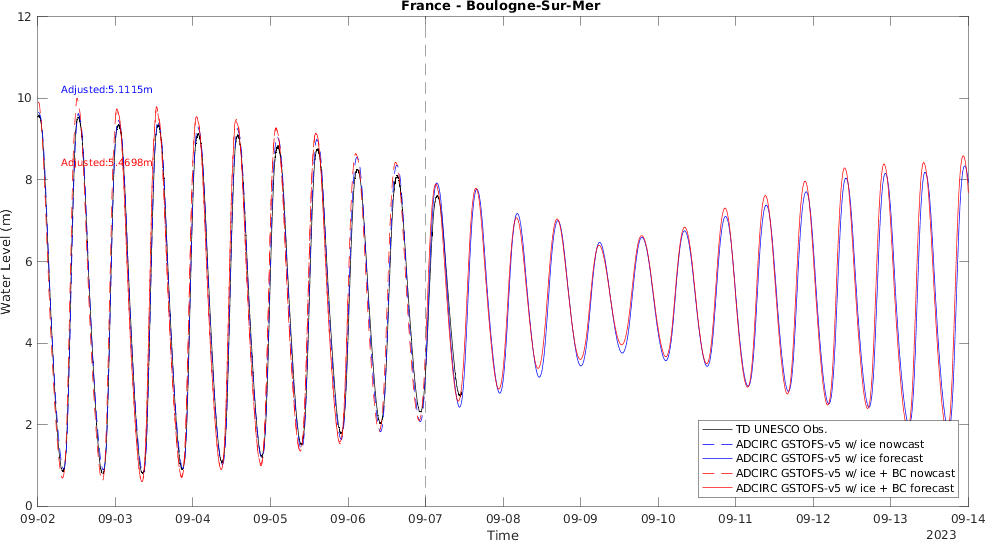 France - Boulogne-Sur-Mer
Water Level (m)
12
10
8
6
4
2
0
Adjusted:5.1115m
Adjusted:5.4698m
TD UNESCO Obs.
ADCIRC GSTOFS-v5 w/ ice nowcast
ADCIRC GSTOFS-v5 w/ ice forecast
ADCIRC GSTOFS-v5 w/ ice + BC nowcast
ADCIRC GSTOFS-v5 w/ ice + BC forecast
09-02 09-03 09-04 09-05 09-06 09-07 09-08 09-09 09-10 09-11 09-12 09-13 09-14
Time
2023